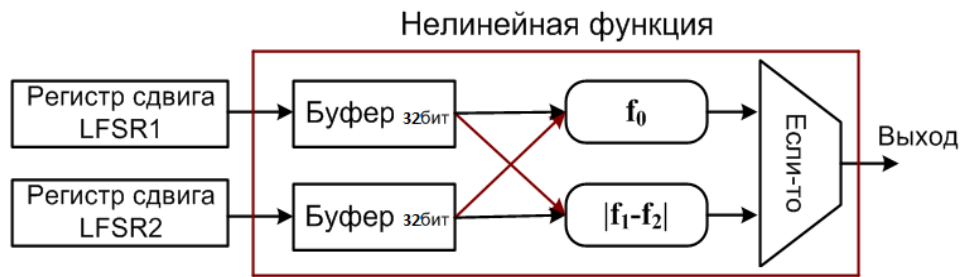 Нелинейная функция
Регистр сдвига
LFSR1
Буфер 32бит
f₀
Если-то
Выход
Регистр сдвига
LFSR2
Буфер 32бит
|f₁-f₂|